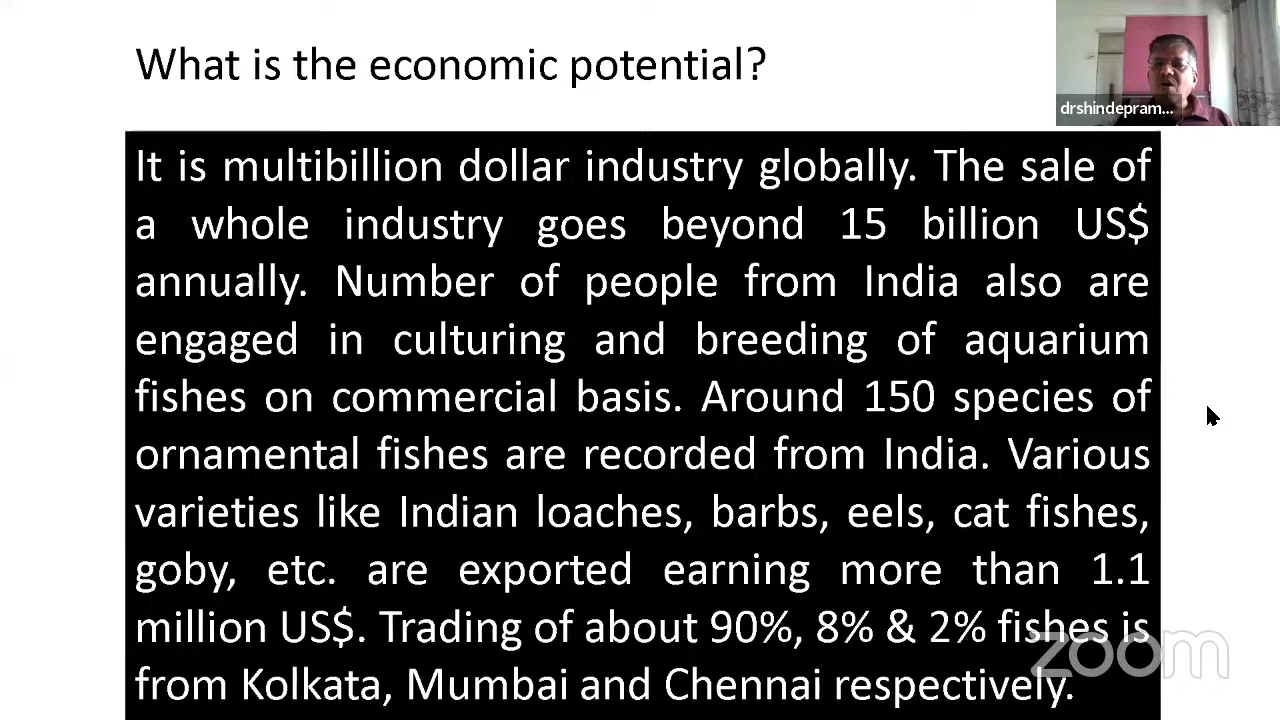 What is the economic potential?
drshindepram...
It is multibillion dollar industry globally. The sale of
a whole industry goes beyond 15 billion US$
annually. Number of people from India also are
engaged in culturing and breeding of aquarium
fishes on commercial basis. Around 150 species of
ornamental fishes are recorded from India. Various
varieties like Indian loaches, barbs, eels, cat fishes,
goby, etc. are exported earning more than 1.1
million US$. Trading of about 90%, 8% & 2% fishes is
from Kolkata, Mumbai and Chennai respectively.
zoom